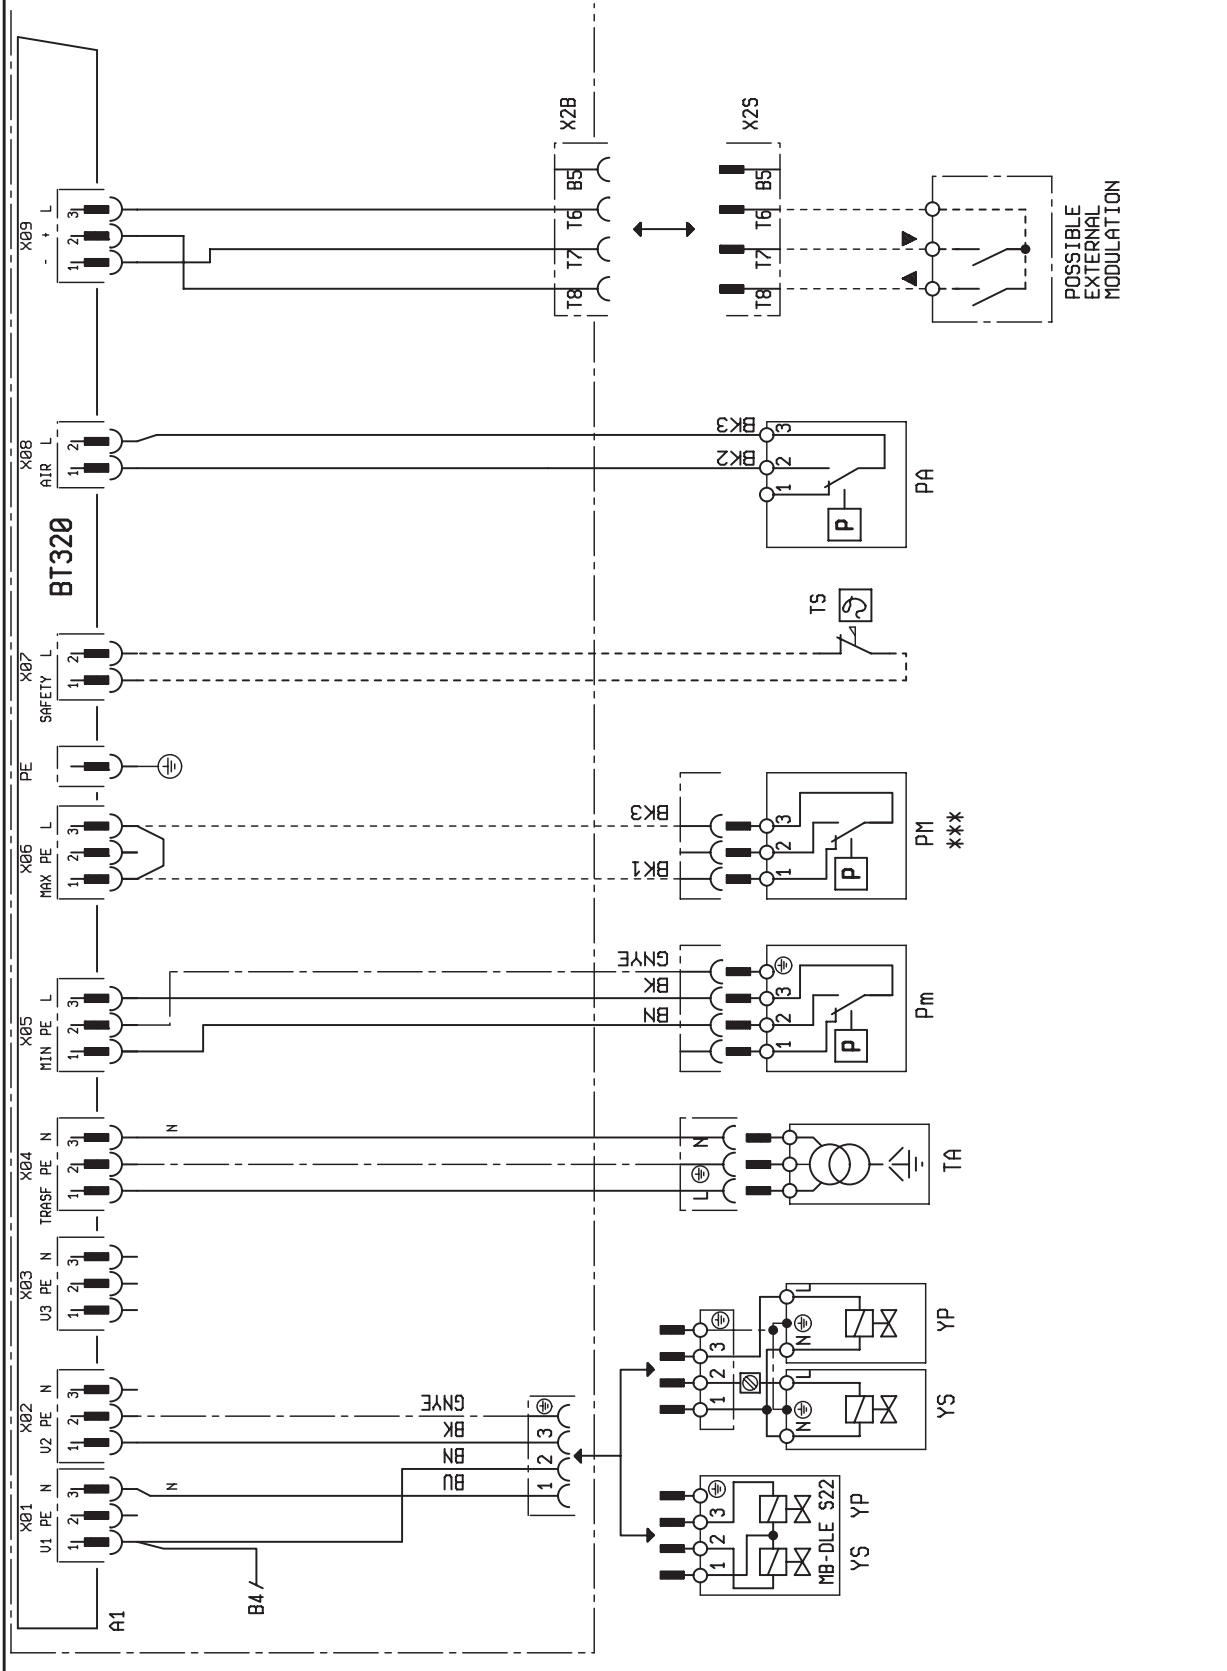 A1
BT320
X01
V1 PE N
1 2 3
N
B4
X02
V2 PE N
1 2 3
X03
V3 PE N
1 2 3
X04
TRASF PE N
1 2 3
N
X05
MIN PE L
1 2 3
X06
MAX PE L
1 2 3
PE
X07
SAFETY L
1 2
X08
AIR L
1 2
X09
- + L
1 2 3
BU
BN
BK
GNYE
1 2 3
1 2 3
MB-DLE S22
YS YP
1 2 3
N L
YS
N L
YP
L N
TA
BN
BK
GNYE
1 2 3
P
Pm
BK1
BK3
1 2 3
P
PM
***
TS
BK2
BK3
1 2 3
P
PA
X2B
T8 T7 T6 B5
X2S
T8 T7 T6 B5
POSSIBLE
EXTERNAL
MODULATION